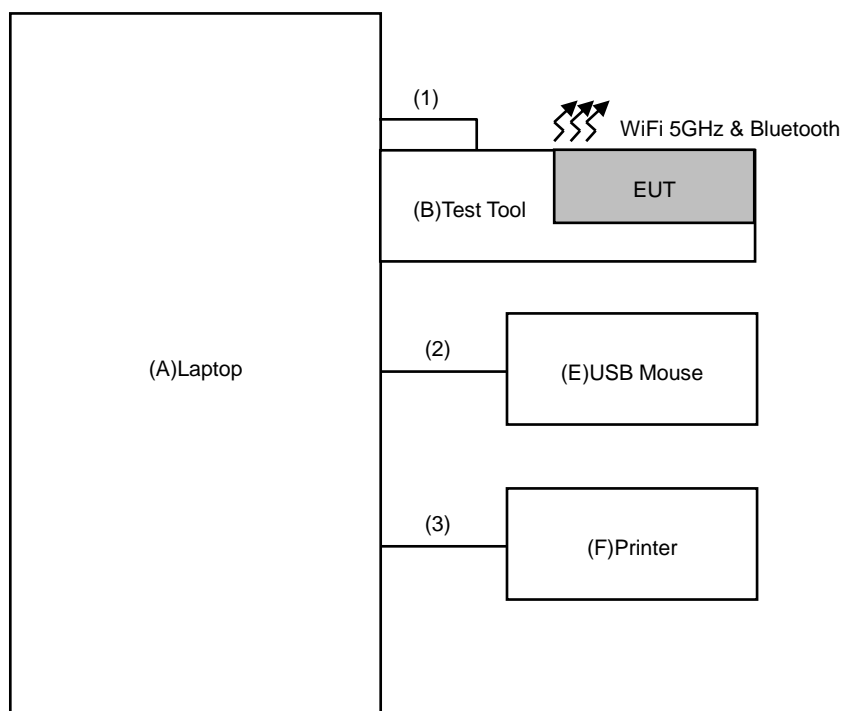 (1)
WiFi 5GHz & Bluetooth
EUT
(B)Test Tool
(A)Laptop
(2)
(E)USB Mouse
(3)
(F)Printer